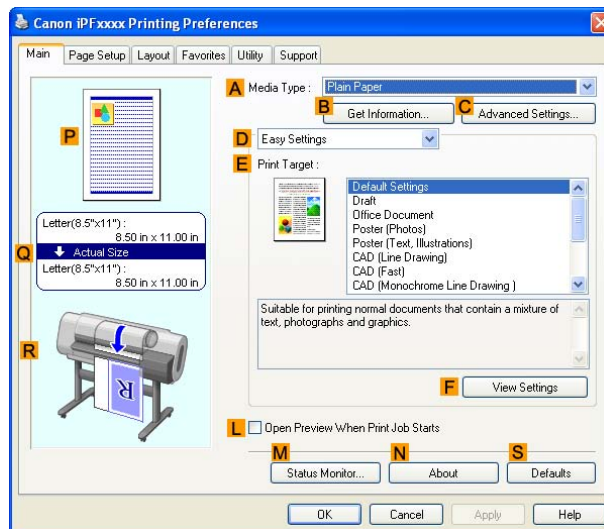 Canon iPFxxxx Printing Preferences
Main Page Setup Layout Favorites Utility Support
A Media Type : Plain Paper
B Get Information... C Advanced Settings...
D Easy Settings
E Print Target :
Default Settings
Draft
Office Document
Poster (Photos)
Poster (Text, Illustrations)
CAD (Line Drawing)
CAD (Fast)
CAD (Monochrome Line Drawing )
Suitable for printing normal documents that contain a mixture of
text, photographs and graphics.
F View Settings
P
Q
Letter(8.5"x11") :
8.50 in x 11.00 in
Actual Size
Letter(8.5"x11") :
8.50 in x 11.00 in
R
R
L Open Preview When Print Job Starts
M Status Monitor... N About S Defaults
OK Cancel Apply Help